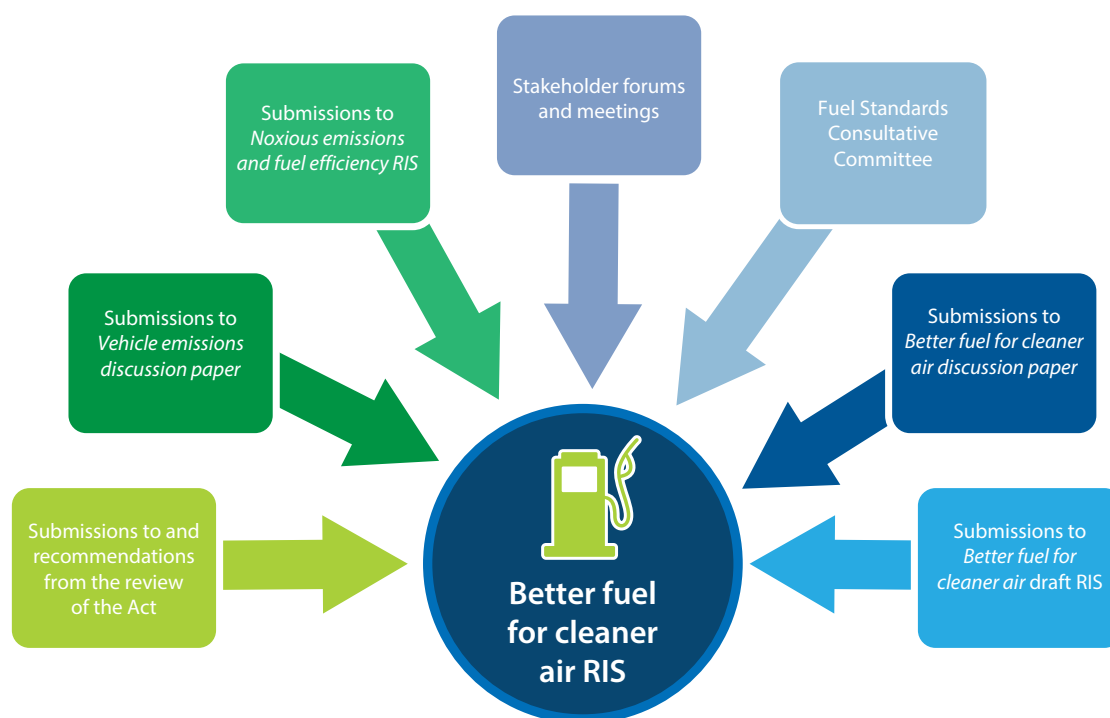 Stakeholder forums
and meetings
Submissions to
Noxious emissions
and fuel efficiency RIS
Fuel Standards
Consultative
Committee
Submissions to
Vehicle emissions
discussion paper
Submissions to
Better fuel for cleaner
air discussion paper
Submissions to and
recommendations
from the review
of the Act
Submissions to
Better fuel for
cleaner air draft RIS
Better fuel
for cleaner
air RIS